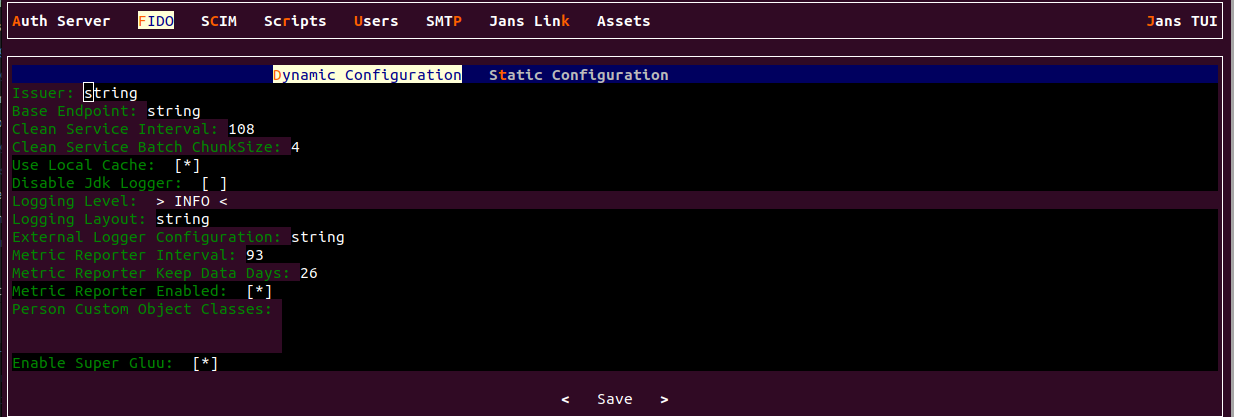 Auth Server FIDO SCIM Scripts Users SMTP Jans Link Assets Jans TUI
Dynamic Configuration Static Configuration
Issuer: string
Base Endpoint: string
Clean Service Interval: 108
Clean Service Batch ChunkSize: 4
Use Local Cache: [*]
Disable Jdk Logger: [ ]
Logging Level: > INFO <
Logging Layout: string
External Logger Configuration: string
Metric Reporter Interval: 93
Metric Reporter Keep Data Days: 26
Metric Reporter Enabled: [*]
Person Custom Object Classes:
Enable Super Gluu: [*]
< Save >